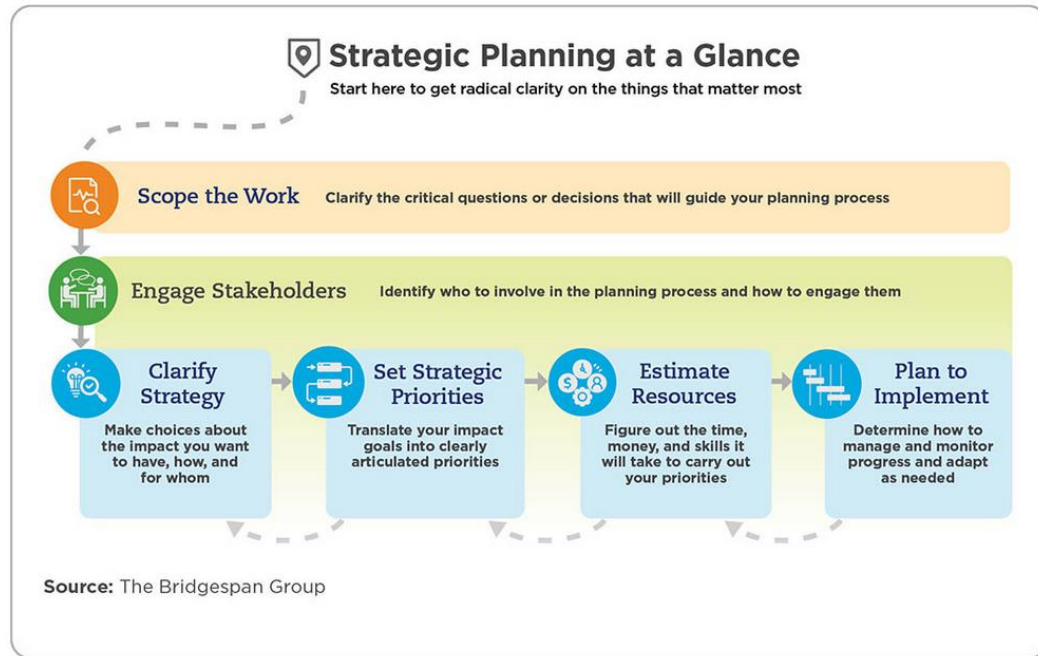 Strategic Planning at a Glance
Start here to get radical clarity on the things that matter most
Scope the Work
Clarify the critical questions or decisions that will guide your planning process
Engage Stakeholders
Identify who to involve in the planning process and how to engage them
Clarify
Strategy
Make choices about
the impact you want
to have, how, and
for whom
Set Strategic
Priorities
Translate your impact
goals into clearly
articulated priorities
Estimate
Resources
Figure out the time,
money, and skills it
will take to carry out
your priorities
Plan to
Implement
Determine how to
manage and monitor
progress and adapt
as needed
Source: The Bridgespan Group